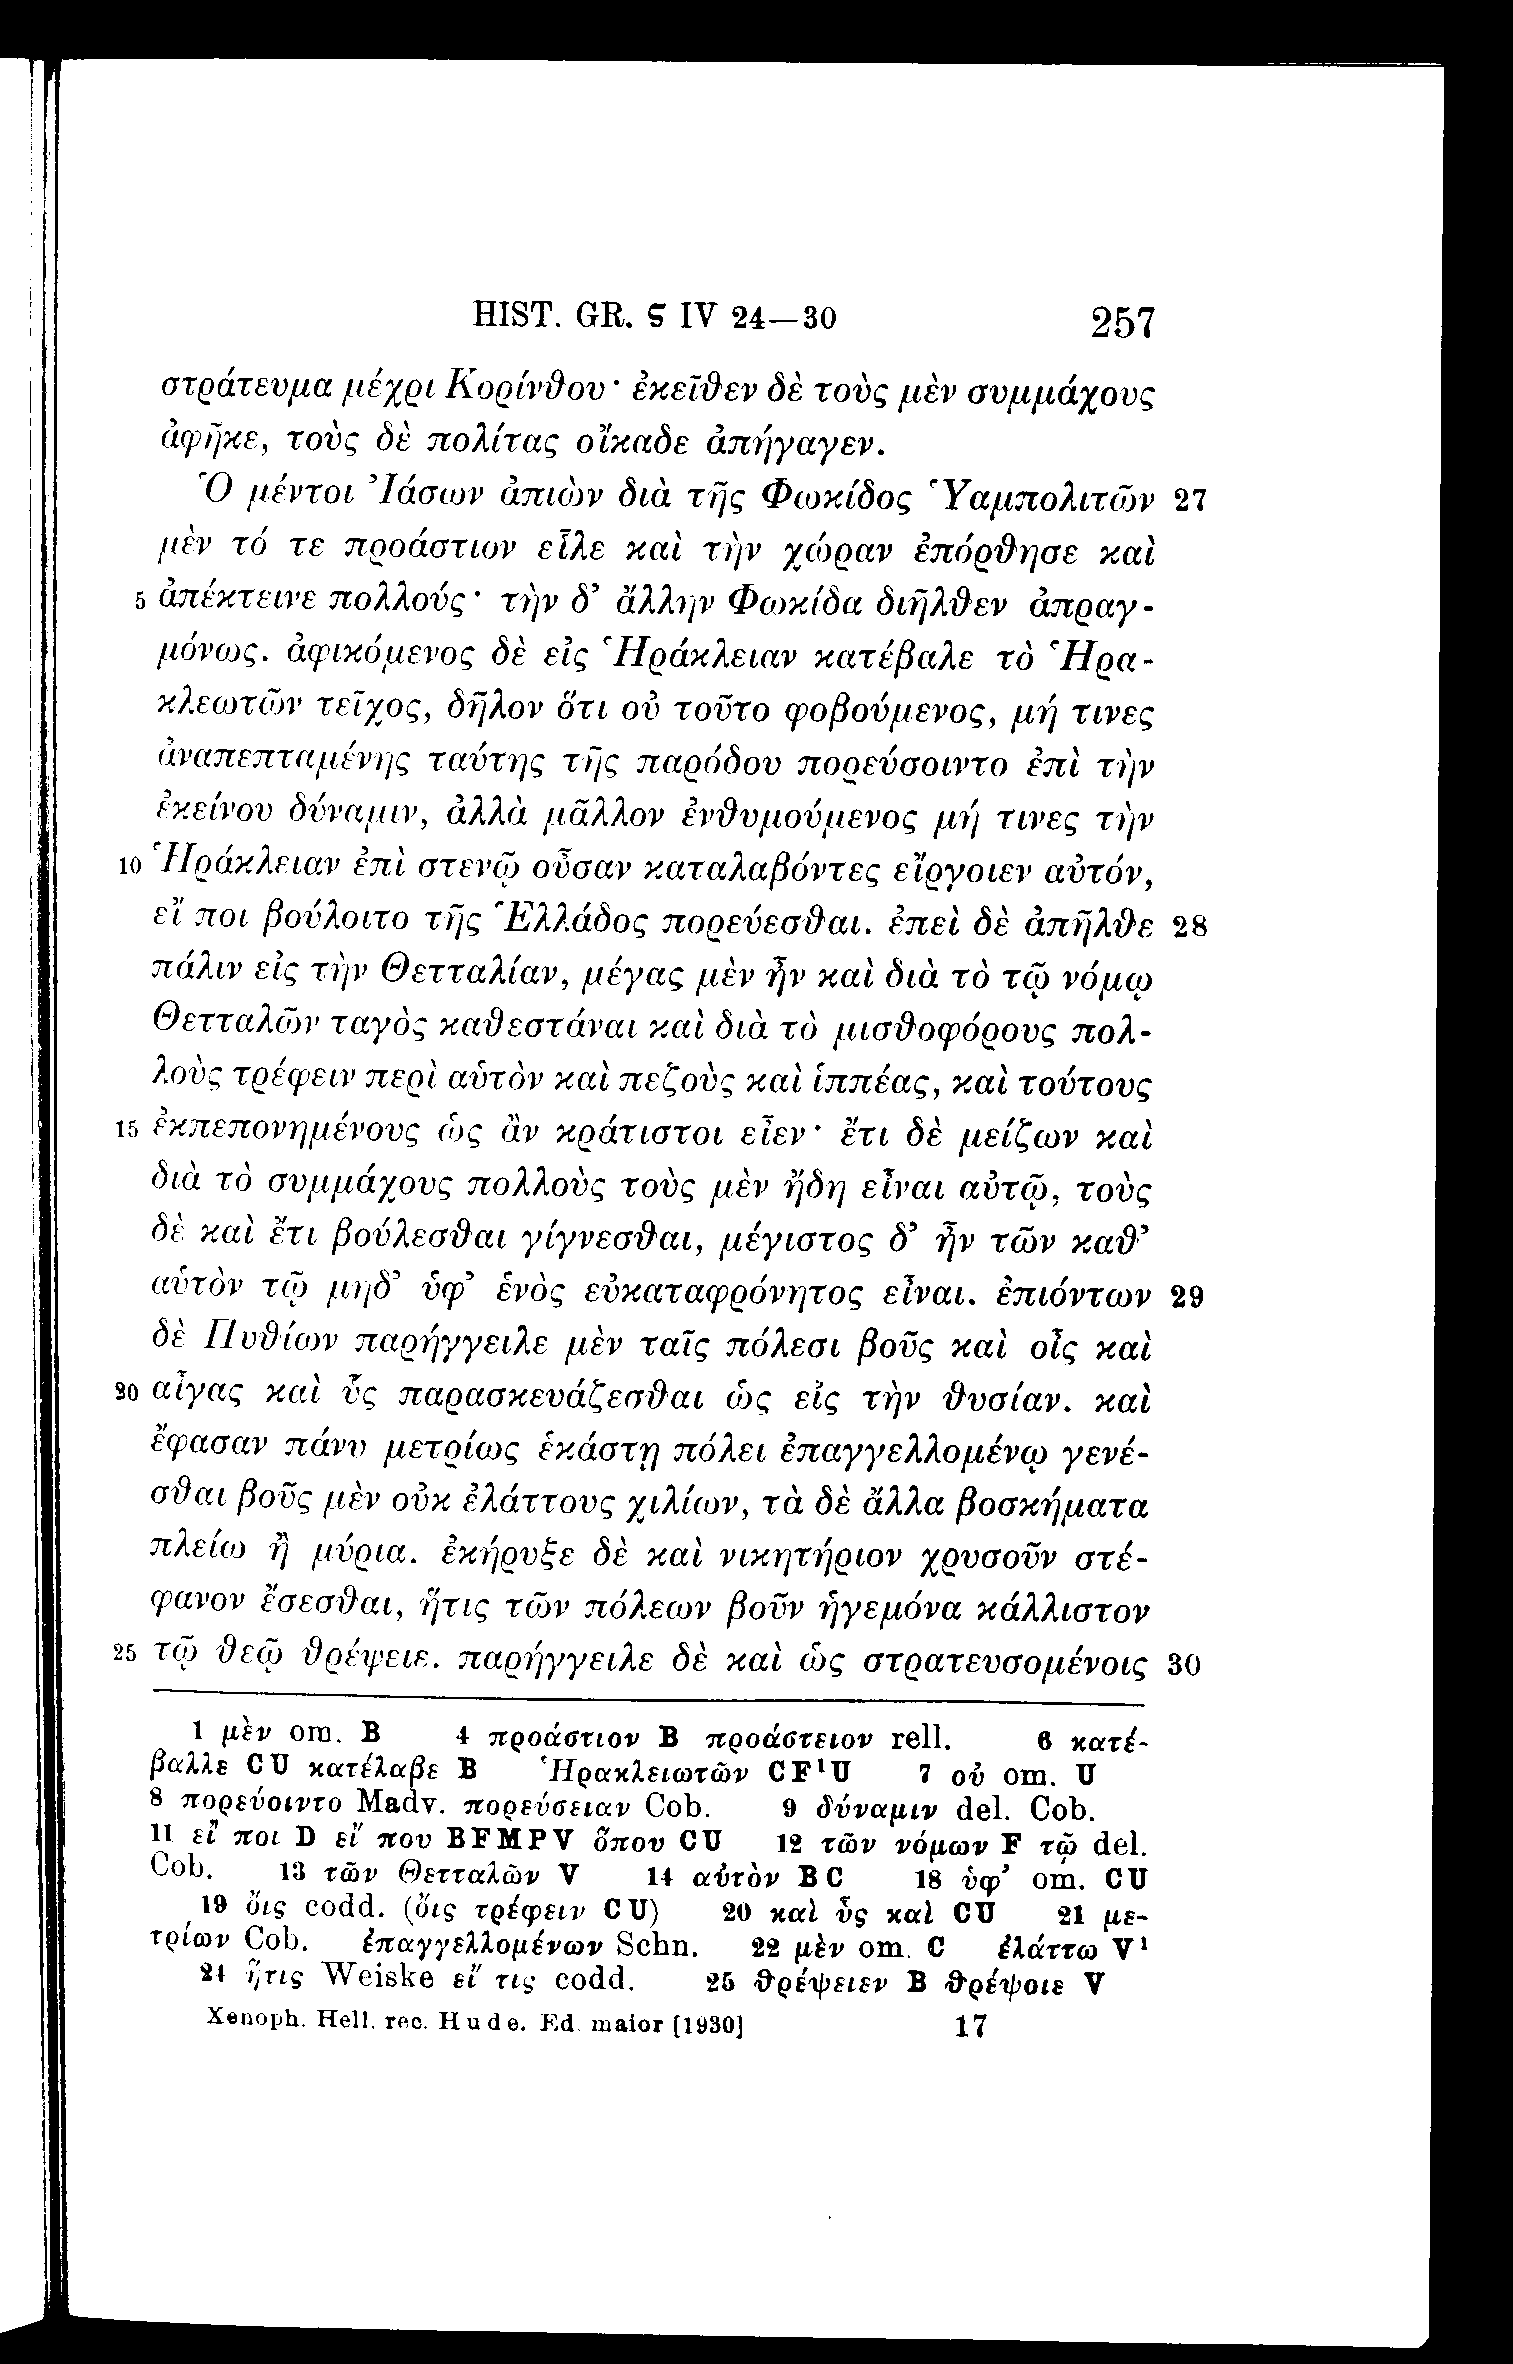 HIST. GR. Ϛ IV 24—30 257
στράτευμα μέχρι Κορίνθου· ἐκεῖθεν δὲ τοὺς μὲν συμμάχους
ἀφῆκε, τοὺς δὲ πολίτας οἴκαδε ἀπήγαγεν.
Ὁ μέντοι Ἰάσων ἀπιὼν διὰ τῆς Φωκίδος Ὑαμπολιτῶν 27
μὲν τό τε προάστιον εἷλε καὶ τὴν χώραν ἐπόρθησε καὶ
5 ἀπέκτεινε πολλούς· τὴν δ’ ἄλλην Φωκίδα διῆλθεν ἀπραγ-
μόνως. ἀφικόμενος δὲ εἰς Ἡράκλειαν κατέβαλε τὸ Ἡρα-
κλεωτῶν τεῖχος, δῆλον ὅτι οὐ τοῦτο φοβούμενος, μή τινες
ἀναπεπταμένης ταύτης τῆς παρόδου πορεύσοιντο ἐπὶ τὴν
ἐκείνου δύναμιν, ἀλλὰ μᾶλλον ἐνθυμούμενος μή τινες τὴν
10 Ἡράκλειαν ἐπὶ στενῷ οὖσαν καταλαβόντες εἴργοιεν αὐτόν,
εἴ ποι βούλοιτο τῆς Ἑλλάδος πορεύεσθαι. ἐπεὶ δὲ ἀπῆλθε 28
πάλιν εἰς τὴν Θετταλίαν, μέγας μὲν ἦν καὶ διὰ τὸ τῷ νόμῳ
Θετταλῶν ταγὸς καθεστάναι καὶ διὰ τὸ μισθοφόρους πολ-
λοὺς τρέφειν περὶ αὑτὸν καὶ πεζοὺς καὶ ἱππέας, καὶ τούτους
15 ἐκπεπονημένους ὡς ἂν κράτιστοι εἶεν· ἔτι δὲ μείζων καὶ
διὰ τὸ συμμάχους πολλοὺς τοὺς μὲν ἤδη εἶναι αὐτῷ, τοὺς
δὲ καὶ ἔτι βούλεσθαι γίγνεσθαι, μέγιστος δ’ ἦν τῶν καθ’
αὑτὸν τῷ μηδ’ ὑφ’ ἑνὸς εὐκαταφρόνητος εἶναι. ἐπιόντων 29
δὲ Πυθίων παρήγγειλε μὲν ταῖς πόλεσι βοῦς καὶ οἶς καὶ
20 αἶγας καὶ ὗς παρασκευάζεσθαι ὡς εἰς τὴν θυσίαν. καὶ
ἔφασαν πάνυ μετρίως ἑκάστῃ πόλει ἐπαγγελλομένῳ γενέ-
σθαι βοῦς μὲν οὐκ ἐλάττους χιλίων, τὰ δὲ ἄλλα βοσκήματα
πλείω ἢ μύρια. ἐκήρυξε δὲ καὶ νικητήριον χρυσοῦν στέ-
φανον ἔσεσθαι, ἥτις τῶν πόλεων βοῦν ἡγεμόνα κάλλιστον
25 τῷ θεῷ θρέψειε. παρήγγειλε δὲ καὶ ὡς στρατευσομένοις 30
1 μὲν om. B 4 προάστιον B προάστειον rell. 6 κατέ-
βαλλε CU κατέλαβε B Ἡρακλειωτῶν CF¹U 7 οὐ om. U
8 πορεύοιντο Madv. πορεύσειαν Cob. 9 δύναμιν del. Cob.
11 εἴ ποι D εἴ που BFMPV ὅπου CU 12 τῶν νόμων F τῷ del.
Cob. 13 τῶν Θετταλῶν V 14 αὐτὸν BC 18 ὑφ’ om. CU
19 ὄις codd. (ὄις τρέφειν CU) 20 καὶ ὗς καὶ CU 21 με-
τρίων Cob. ἐπαγγελλομένων Schn. 22 μὲν om. C ἐλάττω V¹
24 ἥτις Weiske εἴ τις codd. 25 θρέψειεν B θρέψοιε V
Xenoph. Hell. rec. Hude. Ed. maior [1930] 17